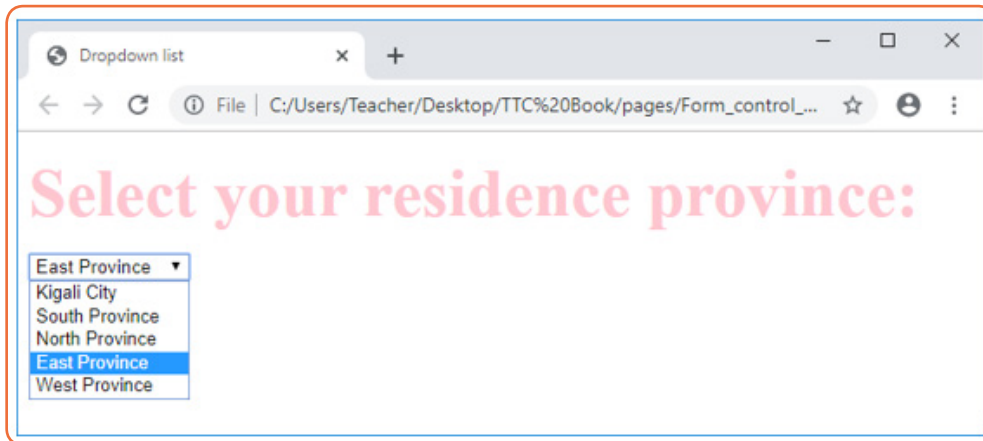 Dropdown list
File | C:/Users/Teacher/Desktop/TTC%20Book/pages/Form_control_...
Select your residence province:
East Province
Kigali City
South Province
North Province
East Province
West Province